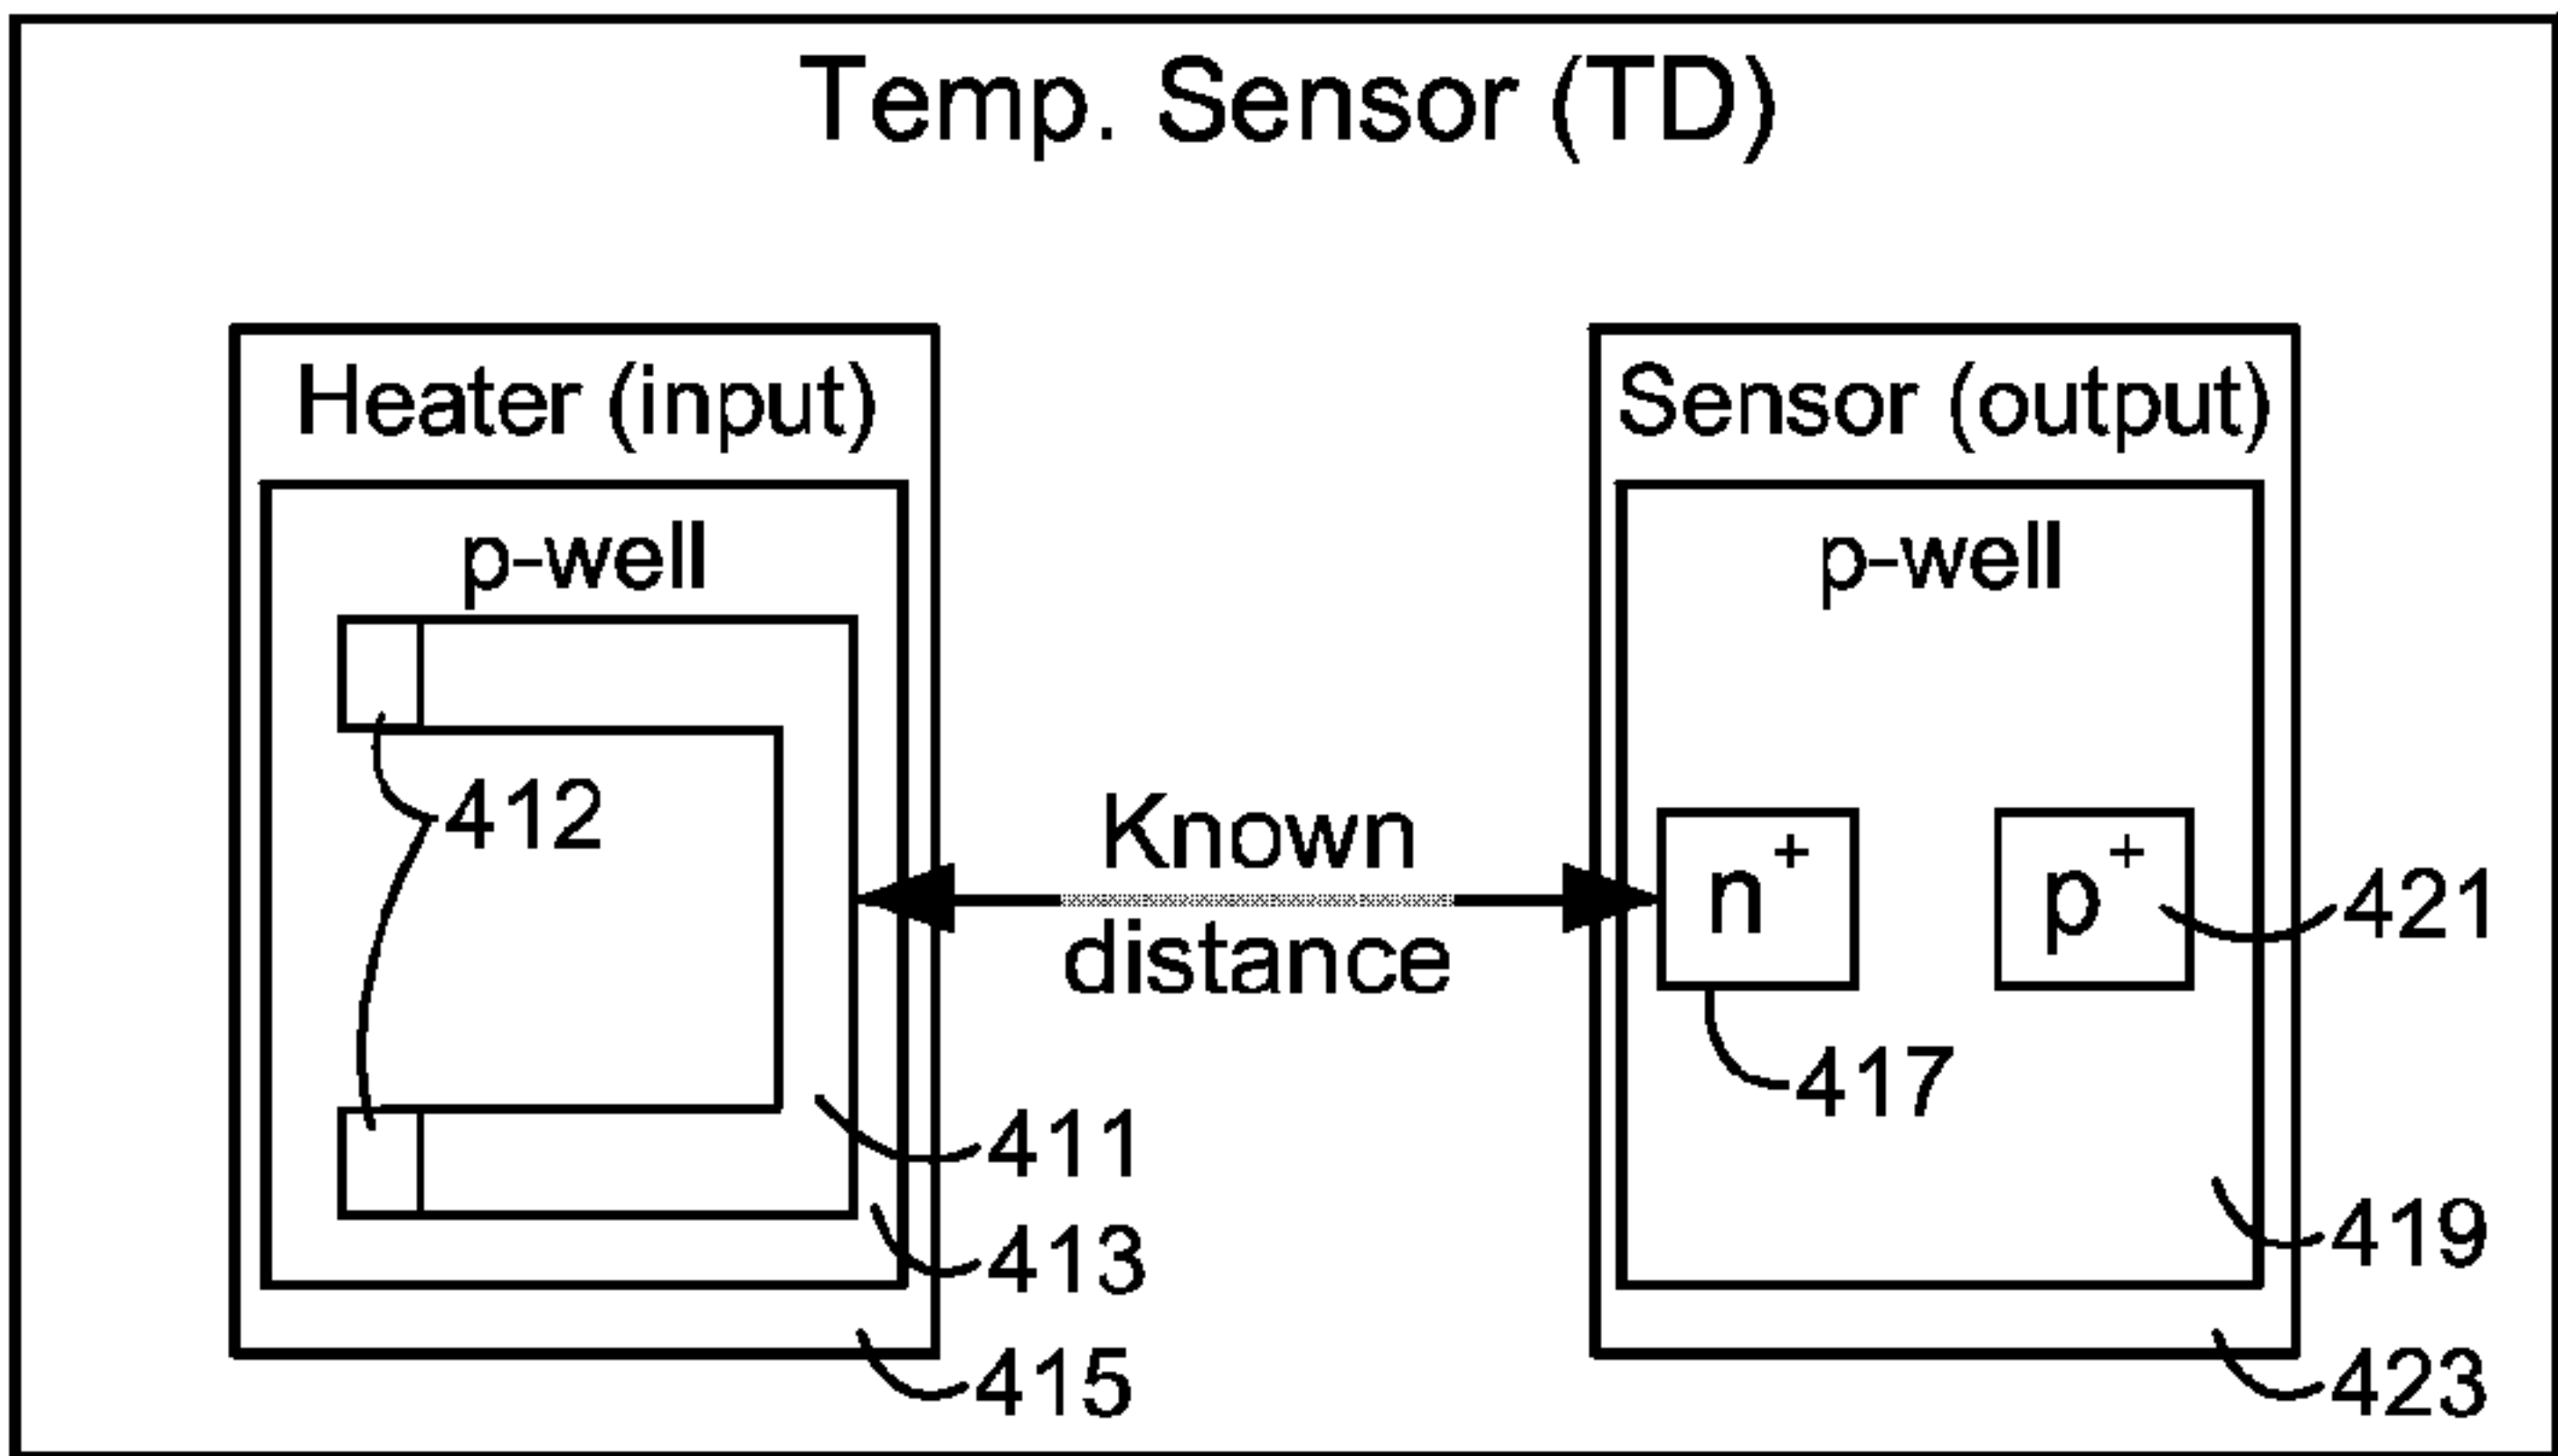 Temp. Sensor (TD)
Heater (input)
p-well
412
411
413
415
Known
distance
Sensor (output)
p-well
n+
p+
421
417
419
423